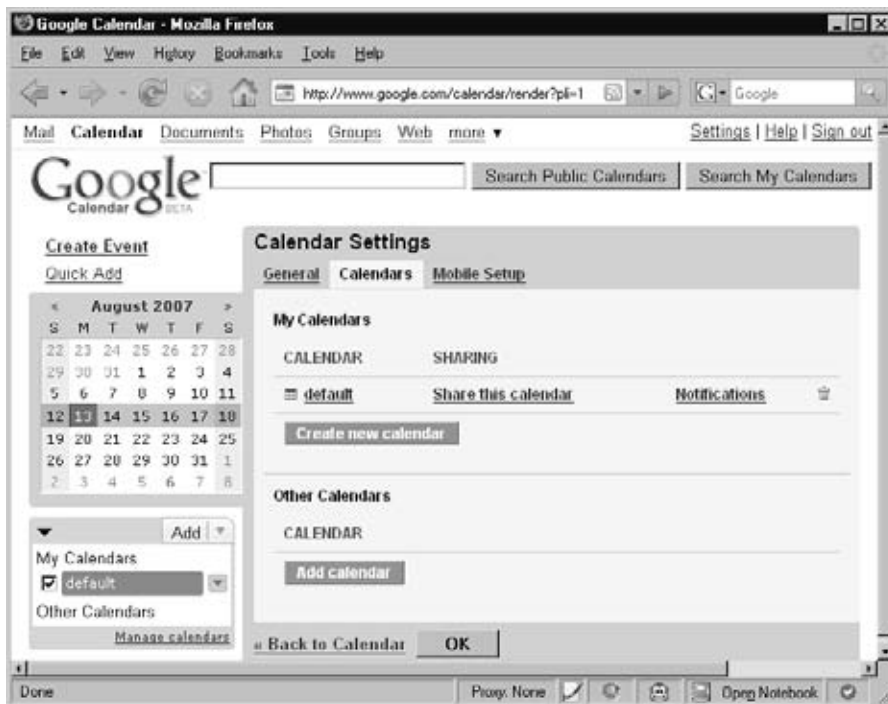 Google Calendar - Mozilla Firefox
File Edit View History Bookmarks Tools Help
http://www.google.com/calendar/render?pli=1 G Google
Mail Calendar Documents Photos Groups Web more ▼ Settings | Help | Sign out
Google Calendar BETA
Search Public Calendars Search My Calendars
Create Event
Quick Add
Calendar Settings
General Calendars Mobile Setup
« August 2007 »
S M T W T F S
22 23 24 25 26 27 28
29 30 31 1 2 3 4
5 6 7 8 9 10 11
12 13 14 15 16 17 18
19 20 21 22 23 24 25
26 27 28 29 30 31 1
2 3 4 5 6 7 8
Add
My Calendars
default
Other Calendars
Manage calendars
My Calendars
CALENDAR SHARING
default Share this calendar Notifications
Create new calendar
Other Calendars
CALENDAR
Add calendar
« Back to Calendar OK
Done Proxy: None Open Notebook